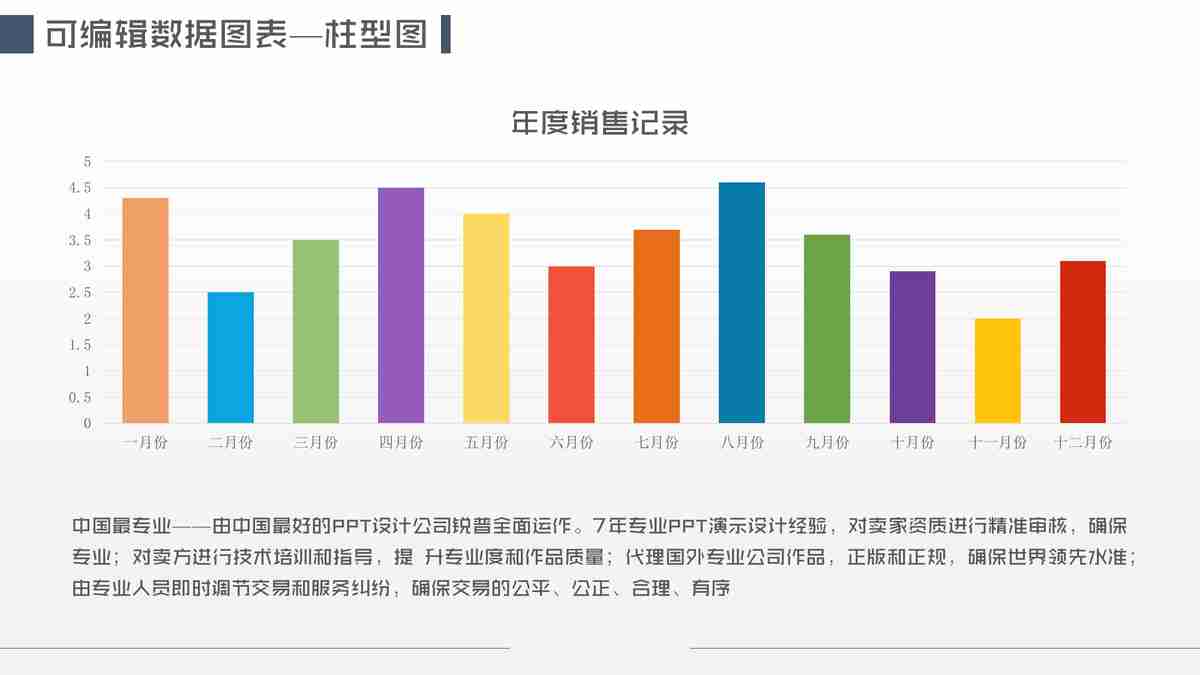 可编辑数据图表—柱型图
年度销售记录
5
4.5
4
3.5
3
2.5
2
1.5
1
0.5
0
一月份 二月份 三月份 四月份 五月份 六月份 七月份 八月份 九月份 十月份 十一月份 十二月份
中国最专业——由中国最好的PPT设计公司锐普全面运作。7年专业PPT演示设计经验，对卖家资质进行精准审核，确保
专业；对卖方进行技术培训和指导，提 升专业度和作品质量；代理国外专业公司作品，正版和正规，确保世界领先水准；
由专业人员即时调节交易和服务纠纷，确保交易的公平、公正、合理、有序